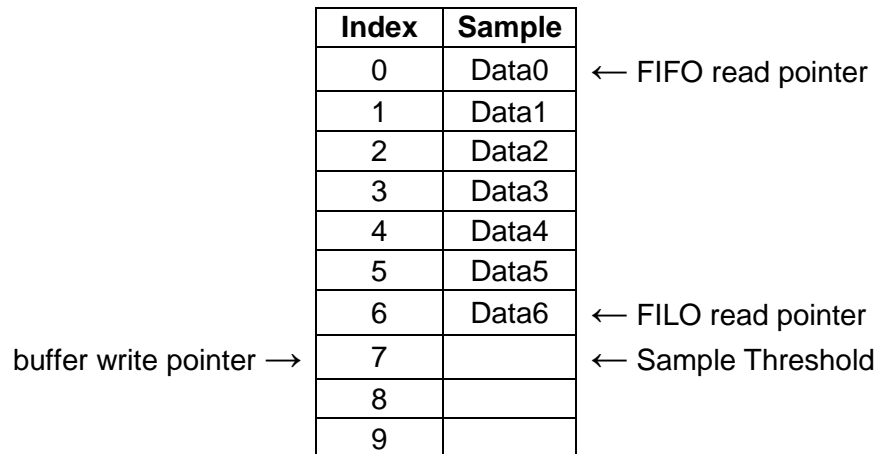 Index Sample
0 Data0 ← FIFO read pointer
1 Data1
2 Data2
3 Data3
4 Data4
5 Data5
6 Data6 ← FILO read pointer
buffer write pointer → 7 ← Sample Threshold
8
9